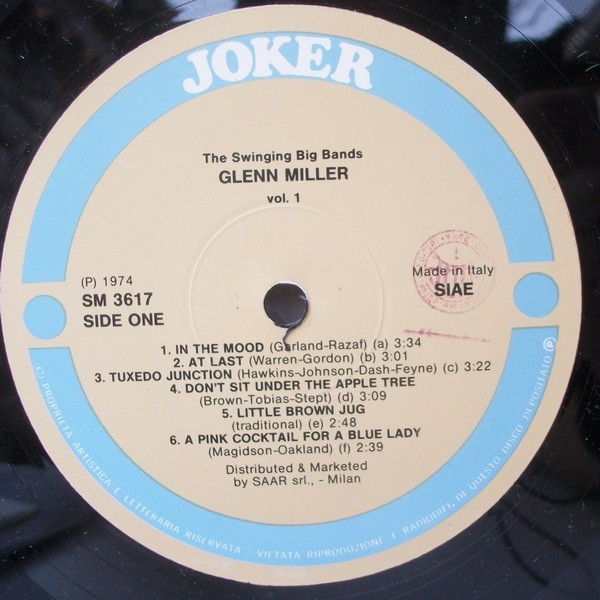 JOKER
The Swinging Big Bands
GLENN MILLER
vol. 1
(P) 1974
SM 3617
SIDE ONE
Made in Italy
SIAE
1. IN THE MOOD (Garland-Razaf) (a) 3:34
2. AT LAST (Warren-Gordon) (b) 3:01
3. TUXEDO JUNCTION (Hawkins-Johnson-Dash-Feyne) (c) 3:22
4. DON'T SIT UNDER THE APPLE TREE
(Brown-Tobias-Stept) (d) 3:09
5. LITTLE BROWN JUG
(traditional) (e) 2:48
6. A PINK COCKTAIL FOR A BLUE LADY
(Magidson-Oakland) (f) 2:39
Distributed & Marketed
by SAAR srl., - Milan
PROPRIETÀ ARTISTICA E LETTERARIA RISERVATA VIETATA RIPRODUZIONI E RADIODIFF. DI QUESTO DISCO DEPOSITATO Ⓟ